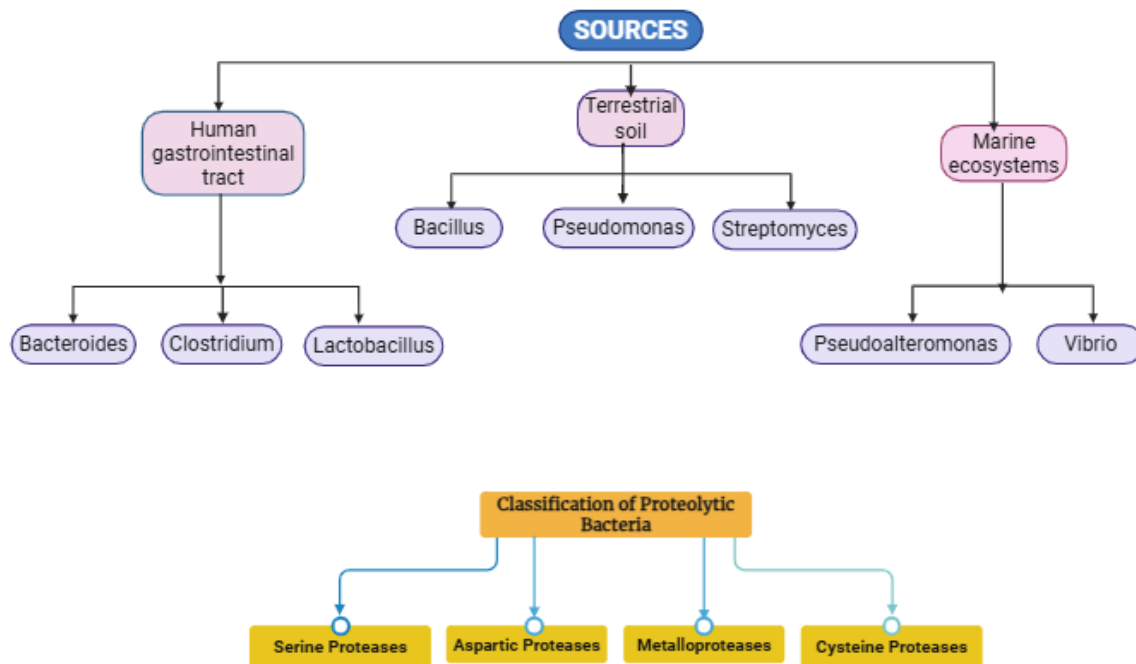 SOURCES
Human
gastrointestinal
tract
Terrestrial
soil
Marine
ecosystems
Bacillus
Pseudomonas
Streptomyces
Bacteroides
Clostridium
Lactobacillus
Pseudoalteromonas
Vibrio
Classification of Proteolytic
Bacteria
Serine Proteases
Aspartic Proteases
Metalloproteases
Cysteine Proteases